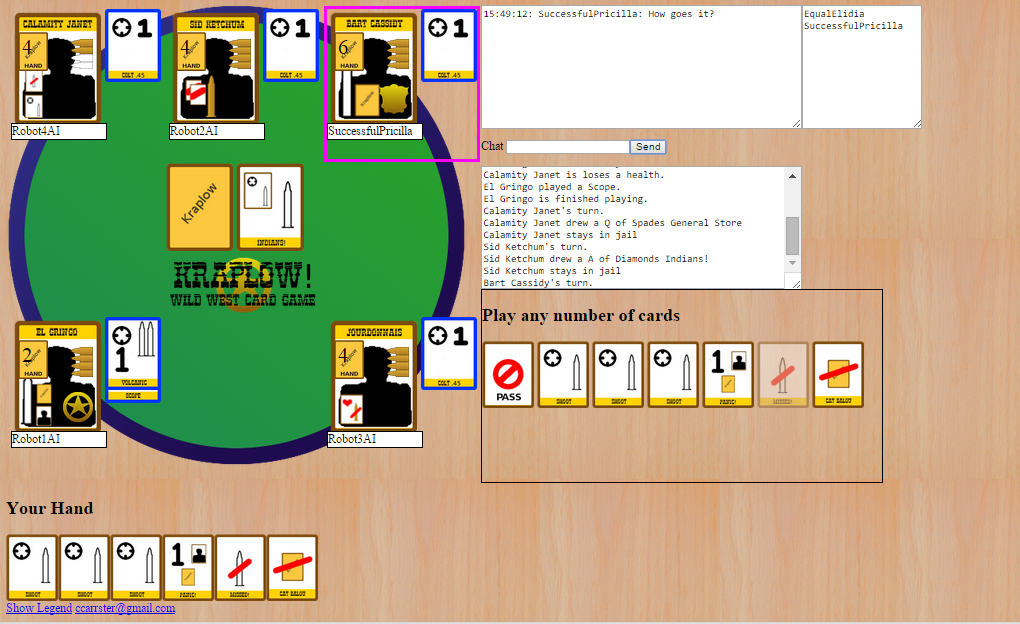 CALAMITY JANET
4
Kraplow
HAND
1
COLT .45
Robot4AI
SID KETCHUM
4
Kraplow
HAND
1
COLT .45
Robot2AI
BART CASSIDY
6
Kraplow
HAND
Kraplow
1
COLT .45
SuccessfulPricilla
15:49:12: SuccessfulPricilla: How goes it?
EqualElidia
SuccessfulPricilla
Chat
Send
Kraplow
INDIANS!
KRAPLOW!
WILD WEST CARD GAME
Calamity Janet is loses a health.
El Gringo played a Scope.
El Gringo is finished playing.
Calamity Janet's turn.
Calamity Janet drew a Q of Spades General Store
Calamity Janet stays in jail
Sid Ketchum's turn.
Sid Ketchum drew a A of Diamonds Indians!
Sid Ketchum stays in jail
Bart Cassidy's turn.
EL GRINGO
2
Kraplow
HAND
1
VOLCANIC
SCOPE
Robot1AI
JOURDONNAIS
4
Kraplow
HAND
1
COLT .45
Robot3AI
Play any number of cards
PASS
SHOOT
SHOOT
SHOOT
1
PANIC!
MISSED!
CAT BALOU
Your Hand
SHOOT
SHOOT
SHOOT
1
PANIC!
MISSED!
CAT BALOU
Show Legend ccarrster@gmail.com